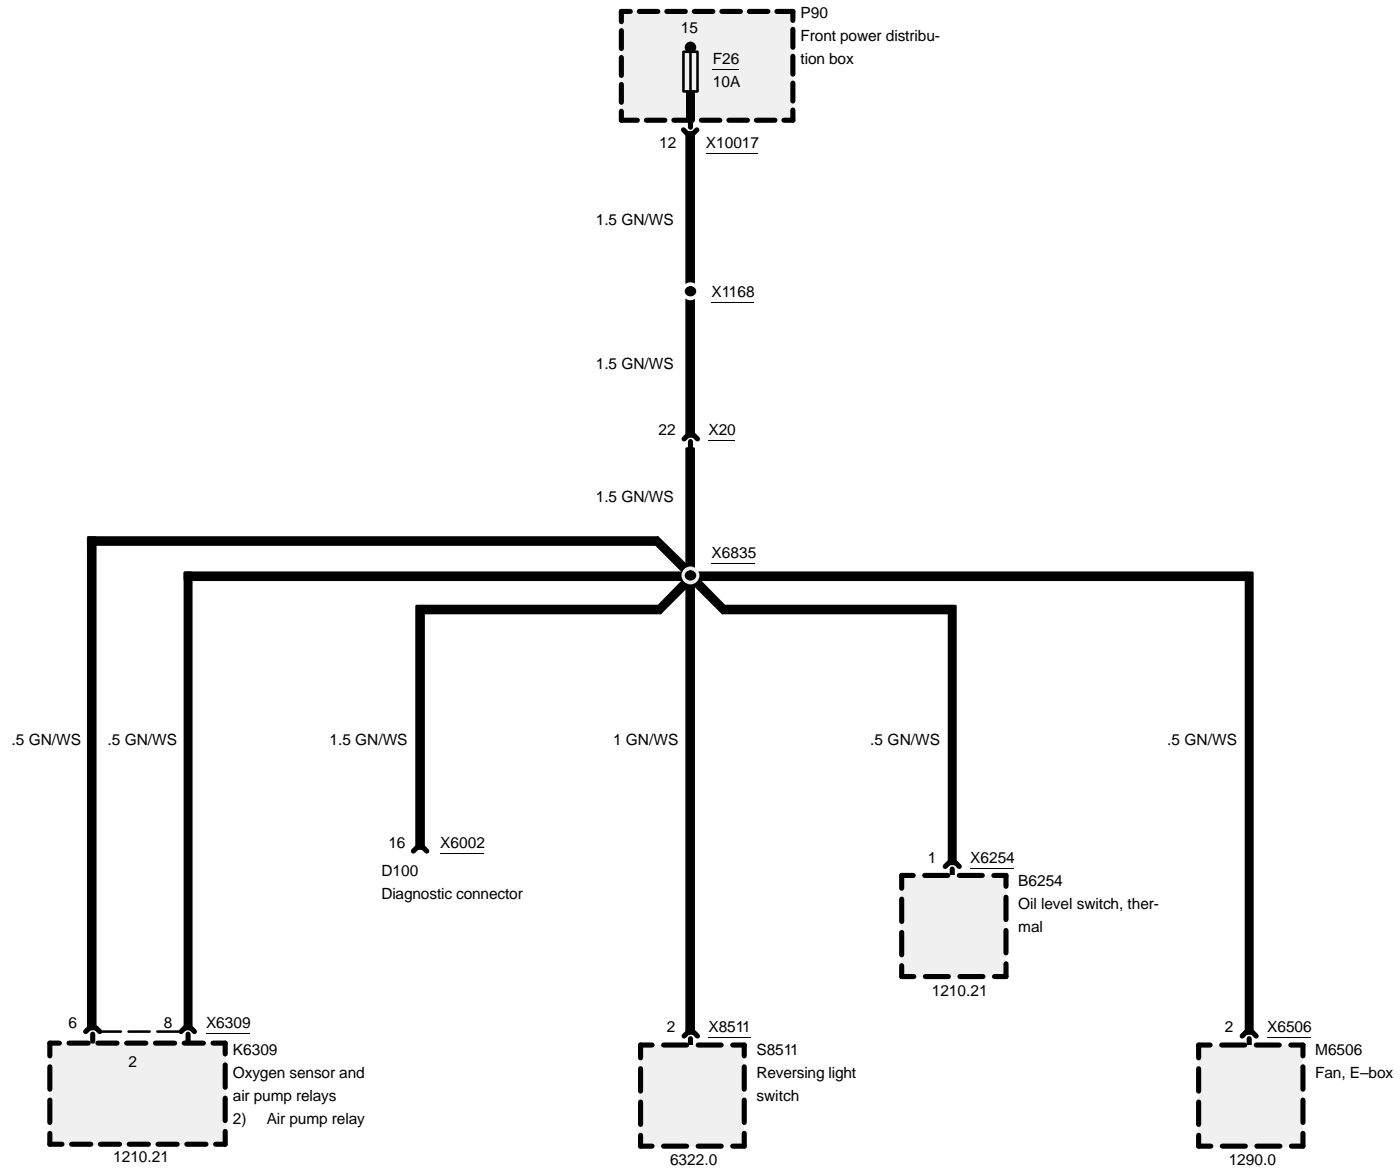 P90
Front power distribu-
tion box
15
F26
10A
12 X10017
1.5 GN/WS
X1168
1.5 GN/WS
22 X20
1.5 GN/WS
X6835
.5 GN/WS .5 GN/WS 1.5 GN/WS 1 GN/WS .5 GN/WS .5 GN/WS
16 X6002
D100
Diagnostic connector
1 X6254
B6254
Oil level switch, ther-
mal
1210.21
6 8 X6309
2
K6309
Oxygen sensor and
air pump relays
2) Air pump relay
1210.21
2 X8511
S8511
Reversing light
switch
6322.0
2 X6506
M6506
Fan, E–box
1290.0